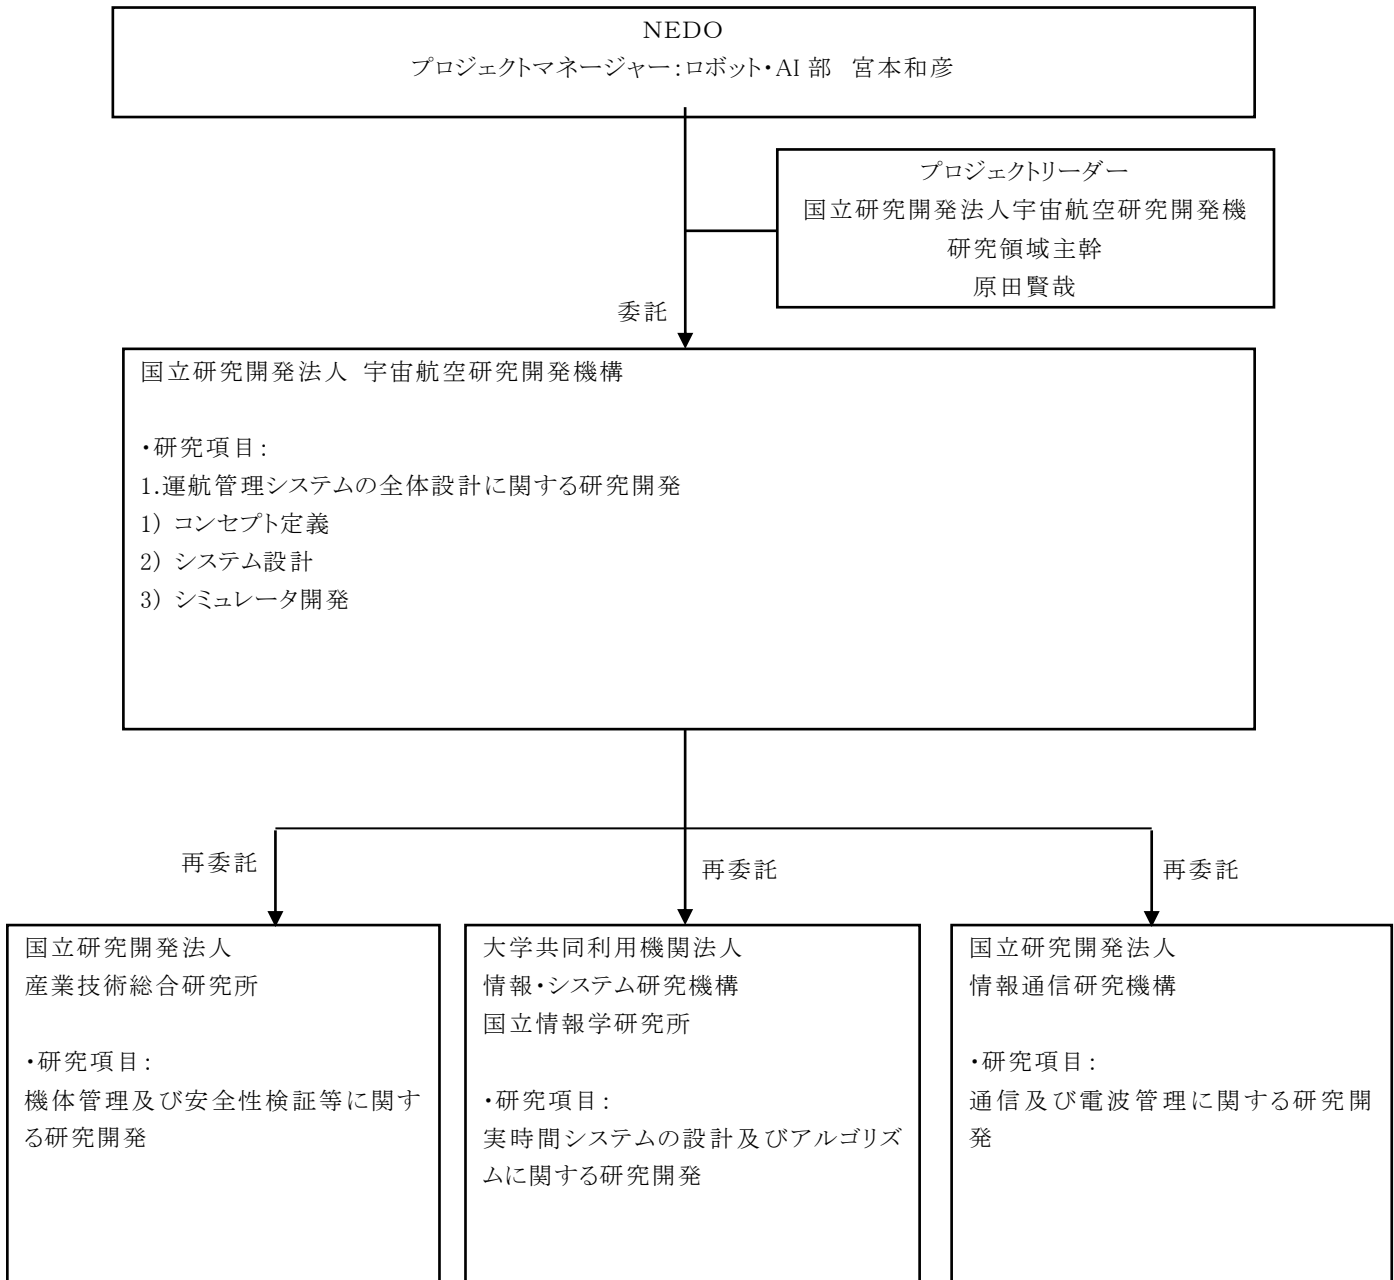 NEDO
プロジェクトマネージャー:ロボット・AI 部 宮本和彦
プロジェクトリーダー
国立研究開発法人宇宙航空研究開発機
研究領域主幹
原田賢哉
委託
国立研究開発法人 宇宙航空研究開発機構
・研究項目:
1.運航管理システムの全体設計に関する研究開発
1) コンセプト定義
2) システム設計
3) シミュレータ開発
再委託
再委託
再委託
国立研究開発法人
産業技術総合研究所
・研究項目:
機体管理及び安全性検証等に関す
る研究開発
大学共同利用機関法人
情報・システム研究機構
国立情報学研究所
・研究項目:
実時間システムの設計及びアルゴリズ
ムに関する研究開発
国立研究開発法人
情報通信研究機構
・研究項目:
通信及び電波管理に関する研究開
発